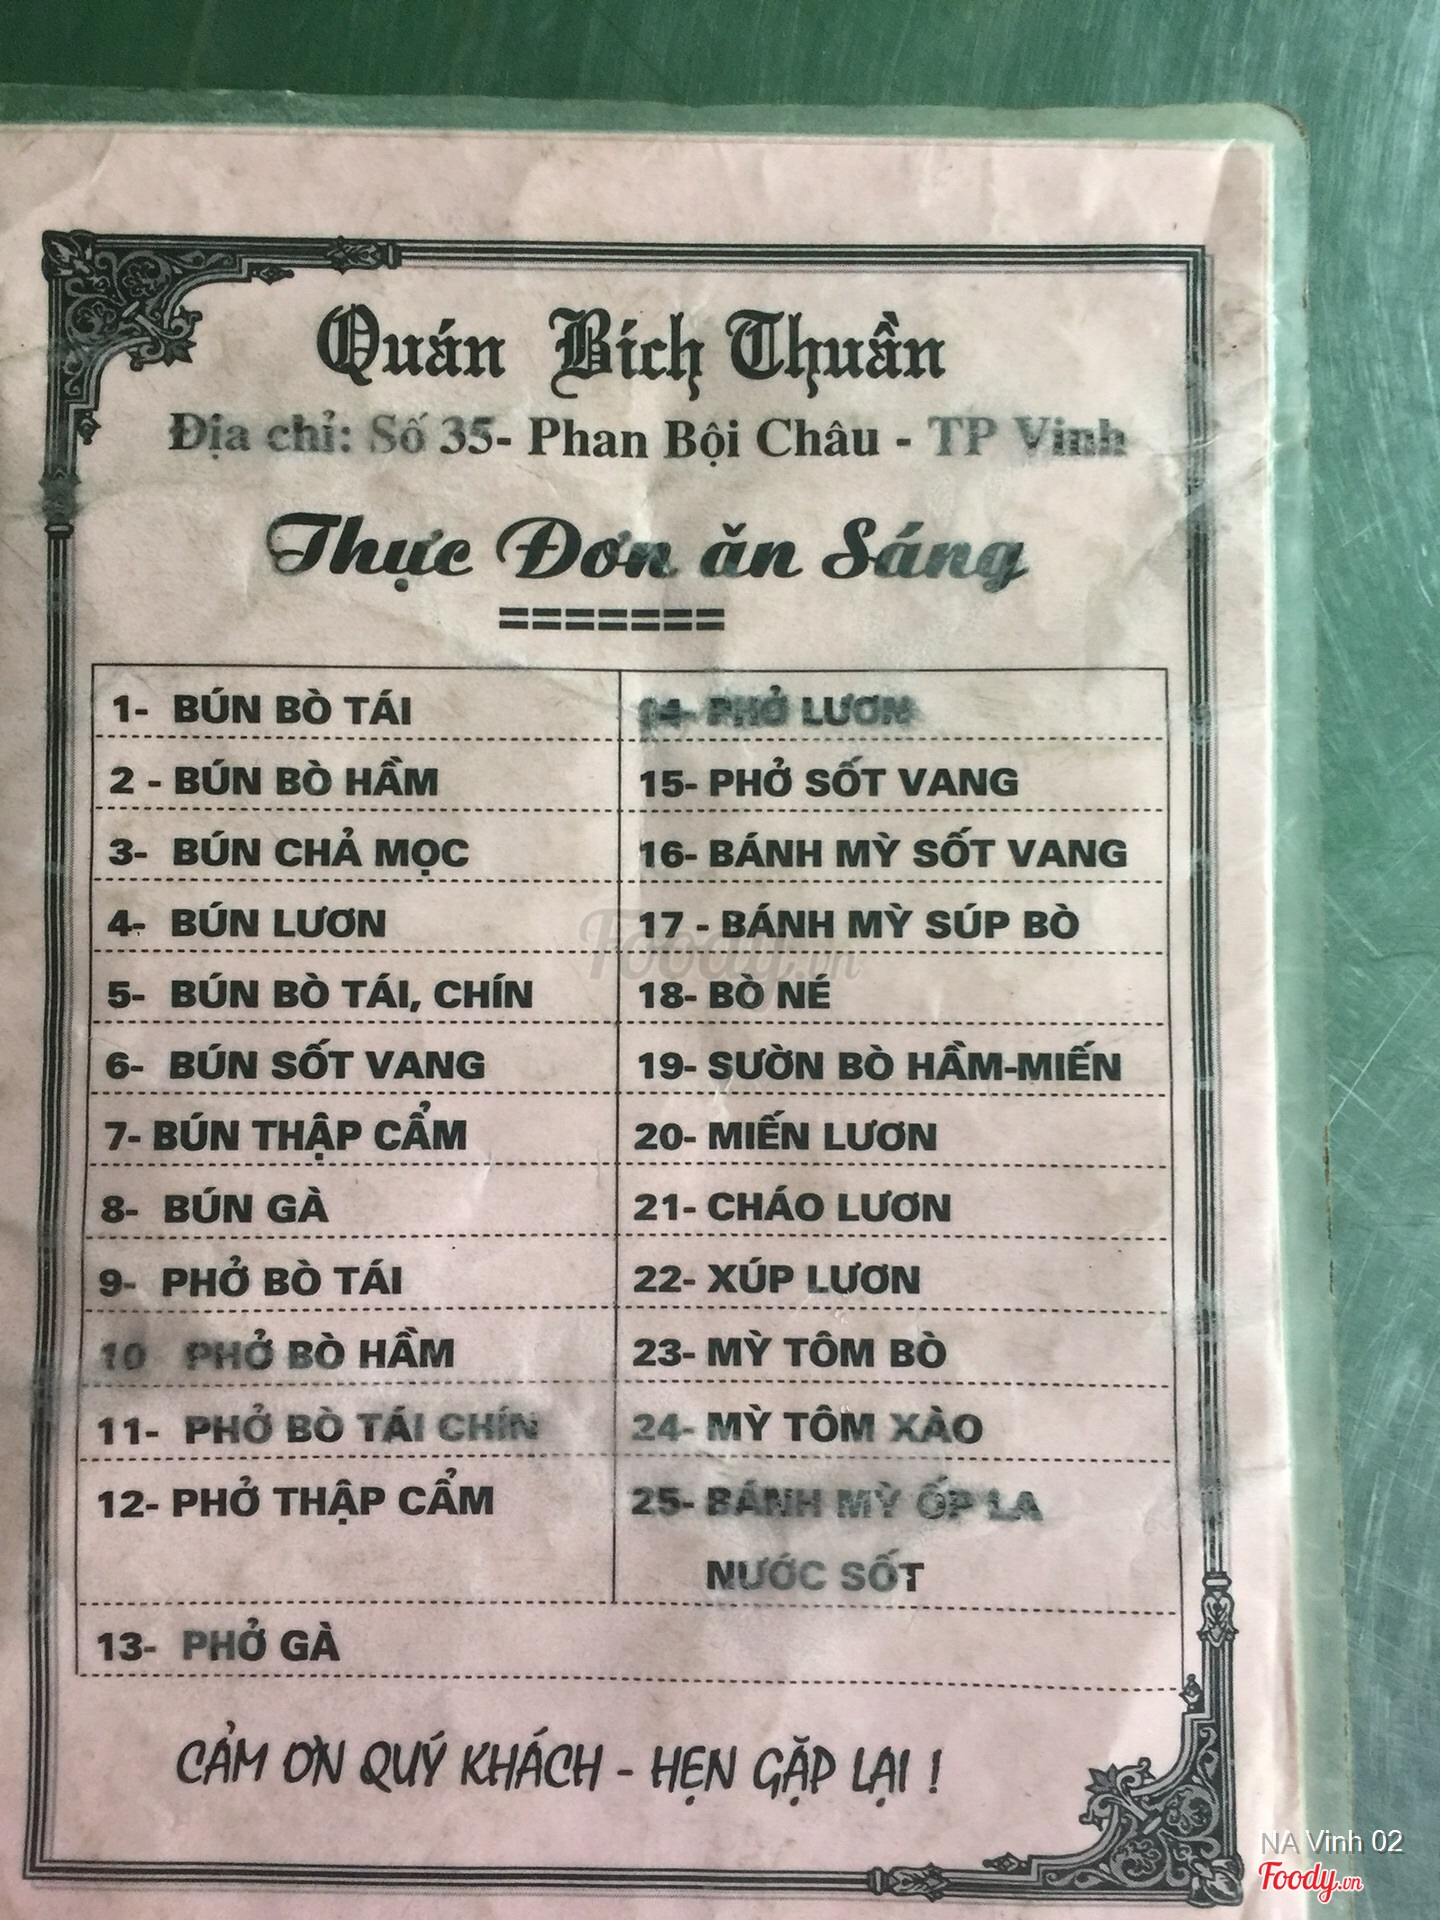 Quán Bích Thuần
Địa chỉ: Số 35- Phan Bội Châu - TP Vinh
Thực Đơn ăn Sáng
=======
1- BÚN BÒ TÁI
2 - BÚN BÒ HẦM
3- BÚN CHẢ MỌC
4- BÚN LƯƠN
5- BÚN BÒ TÁI, CHÍN
6- BÚN SỐT VANG
7- BÚN THẬP CẨM
8- BÚN GÀ
9- PHỞ BÒ TÁI
10 PHỞ BÒ HẦM
11- PHỞ BÒ TÁI CHÍN
12- PHỞ THẬP CẨM
13- PHỞ GÀ
14- PHỞ LƯƠN
15- PHỞ SỐT VANG
16- BÁNH MỲ SỐT VANG
17 - BÁNH MỲ SÚP BÒ
18- BÒ NÉ
19- SƯỜN BÒ HẦM-MIẾN
20- MIẾN LƯƠN
21- CHÁO LƯƠN
22- XÚP LƯƠN
23- MỲ TÔM BÒ
24- MỲ TÔM XÀO
25- BÁNH MỲ ỐP LA
NƯỚC SỐT
CẢM ƠN QUÝ KHÁCH - HẸN GẶP LẠI !
Foody.vn
NA Vinh 02
Foody.vn